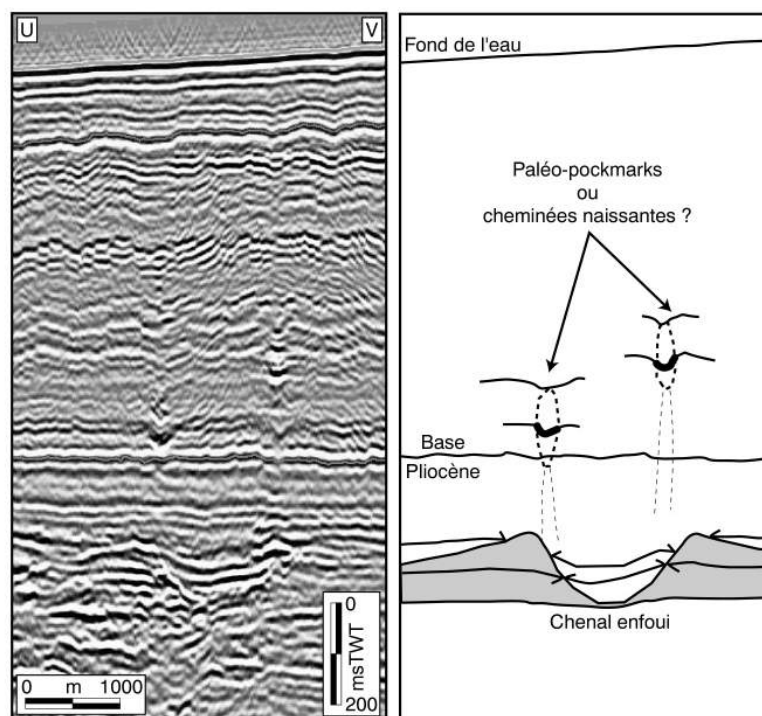 U
V
0
msTWT
200
0 m 1000
Fond de l'eau
Paléo-pockmarks
ou
cheminées naissantes ?
Base
Pliocène
Chenal enfoui